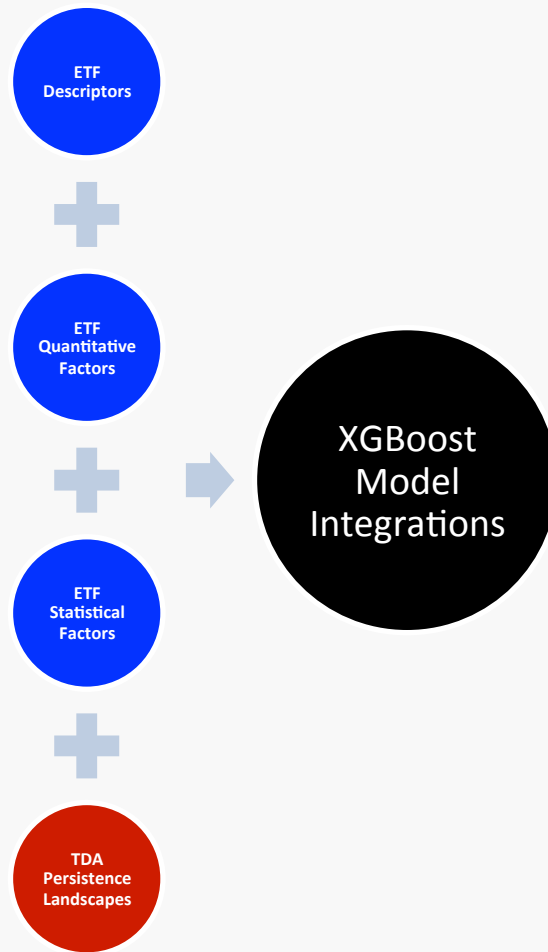 ETF
Descriptors
ETF
Quantitative
Factors
XGBoost
Model
Integrations
ETF
Statistical
Factors
TDA
Persistence
Landscapes